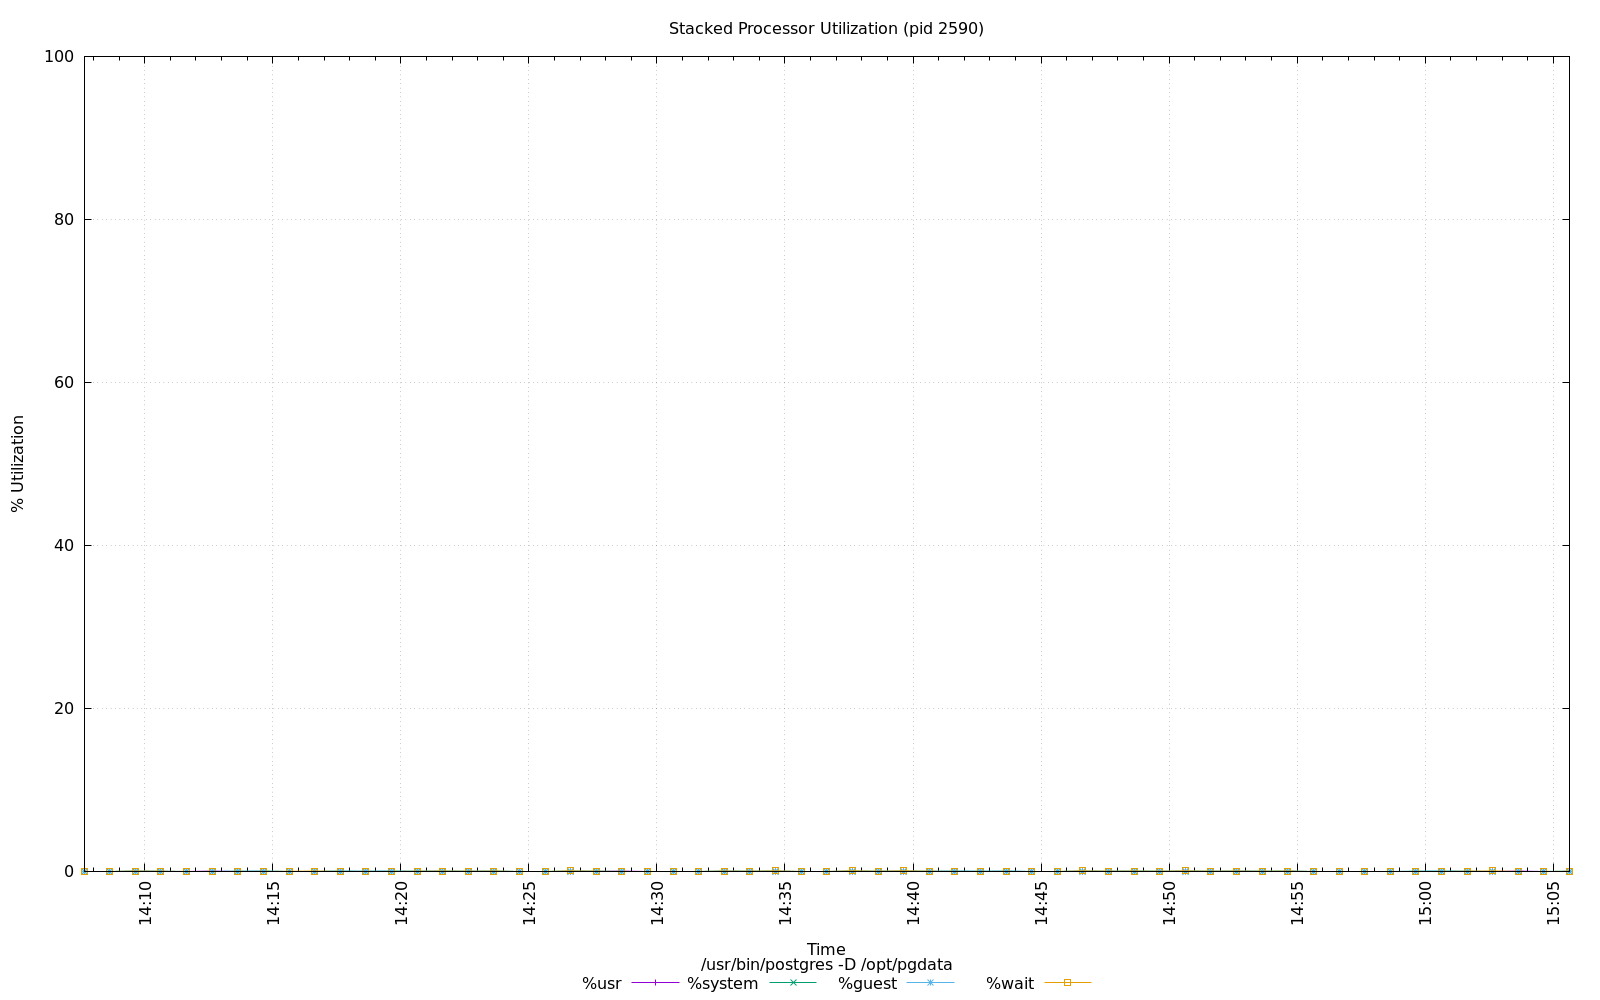 Stacked Processor Utilization (pid 2590)
100
80
60
40
20
0
% Utilization
14:10 14:15 14:20 14:25 14:30 14:35 14:40 14:45 14:50 14:55 15:00 15:05
Time
/usr/bin/postgres -D /opt/pgdata
%usr %system %guest %wait